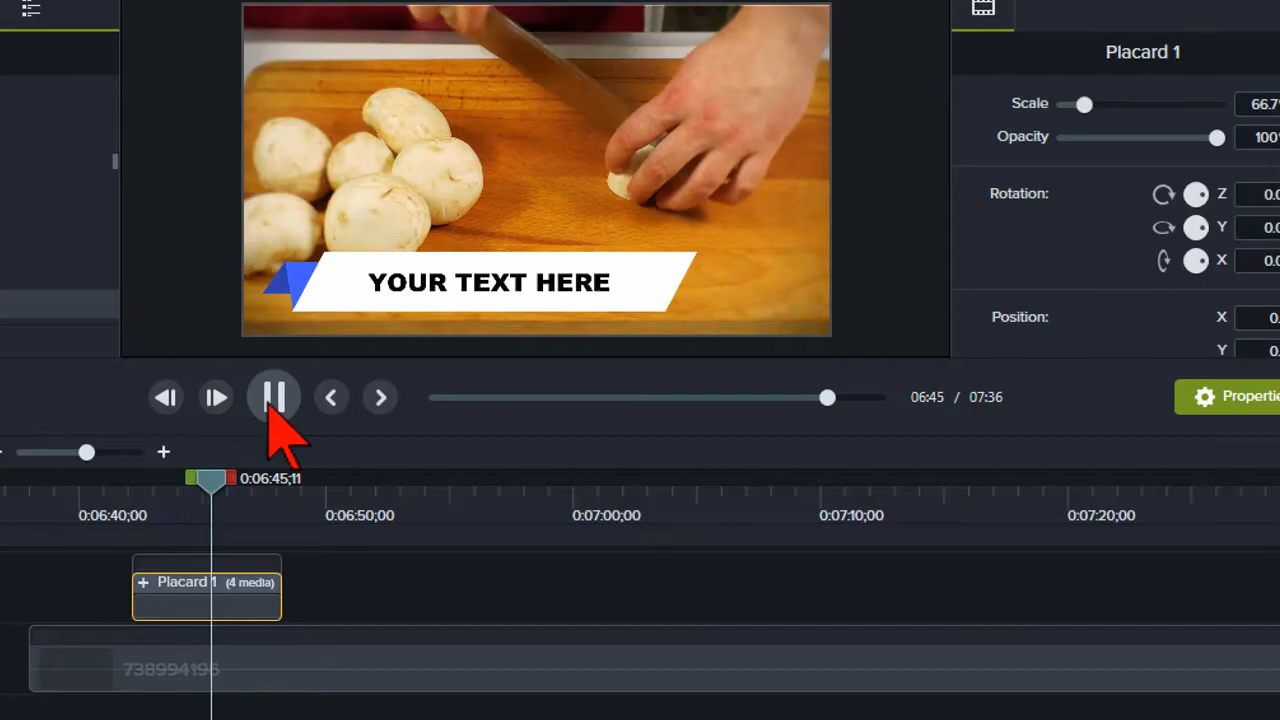 Placard 1
Scale
66.7
Opacity
100
Rotation:
Z
0.0
Y
0.0
X
0.0
YOUR TEXT HERE
Position:
X
0.
Y
0.
06:45 / 07:36
Properti
+
0:06:45;11
0:06:40;00
0:06:50;00
0:07:00;00
0:07:10;00
0:07:20;00
+ Placard 1 (4 media)
738994196